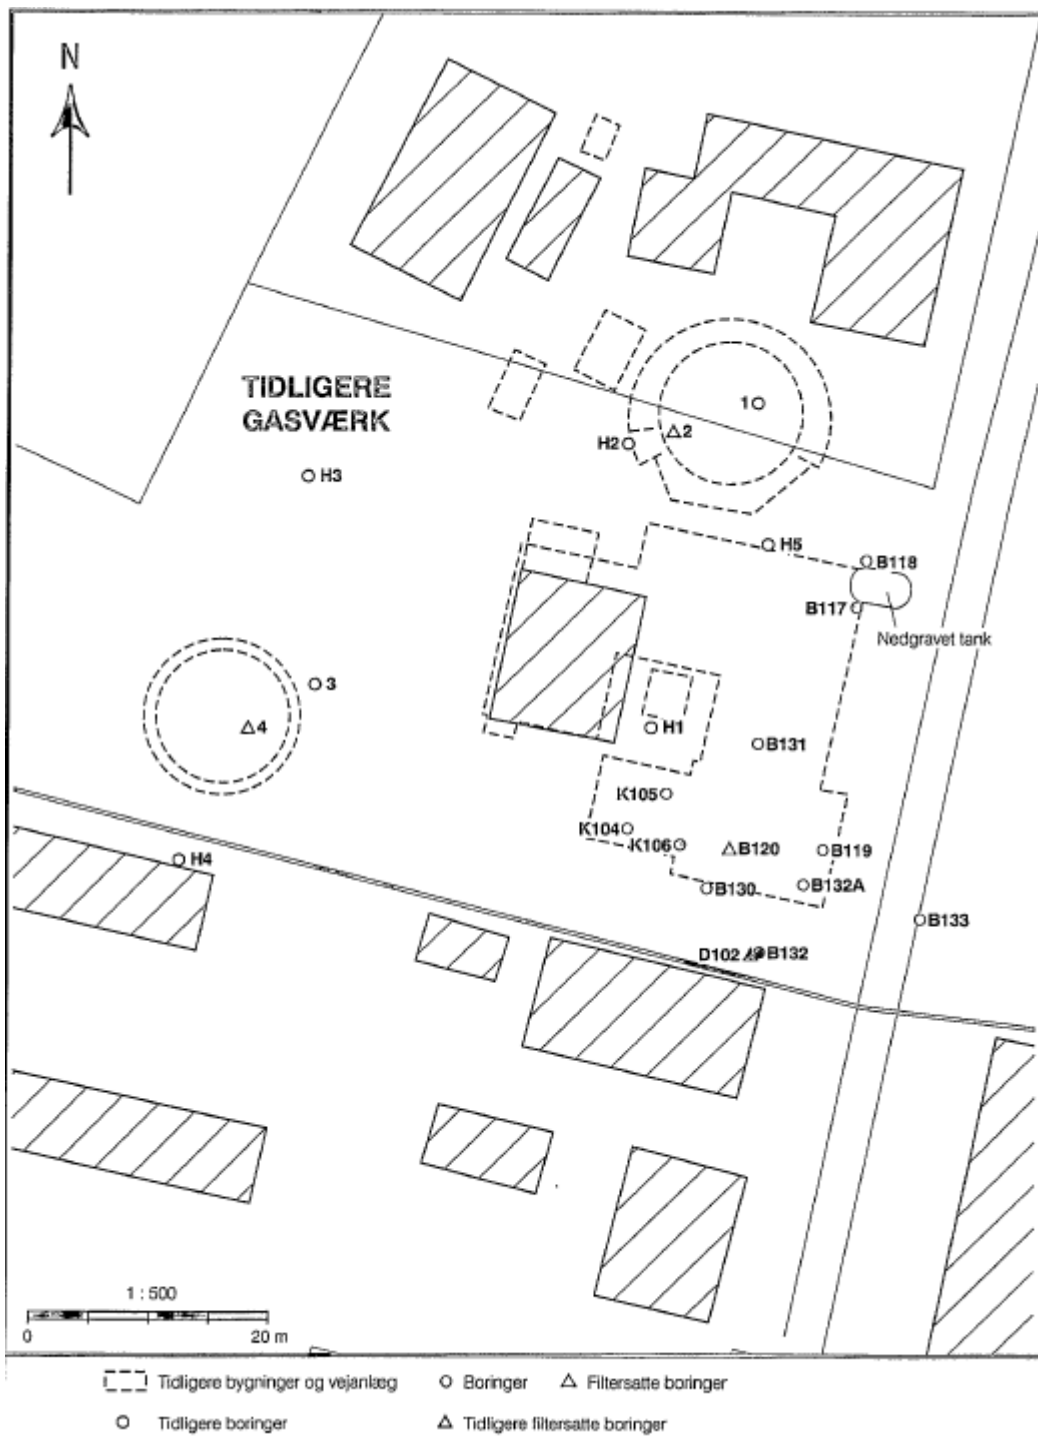 N
TIDLIGERE
GASVÆRK
1
2
H2
H3
H5
B118
B117
Nedgravet tank
3
4
H1
B131
K105
K104
K106
B120
B119
H4
B130
B132A
B133
D102
B132
1 : 500
0
20 m
Tidligere bygninger og vejanlæg
Boringer
Filtersatte boringer
Tidligere boringer
Tidligere filtersatte boringer